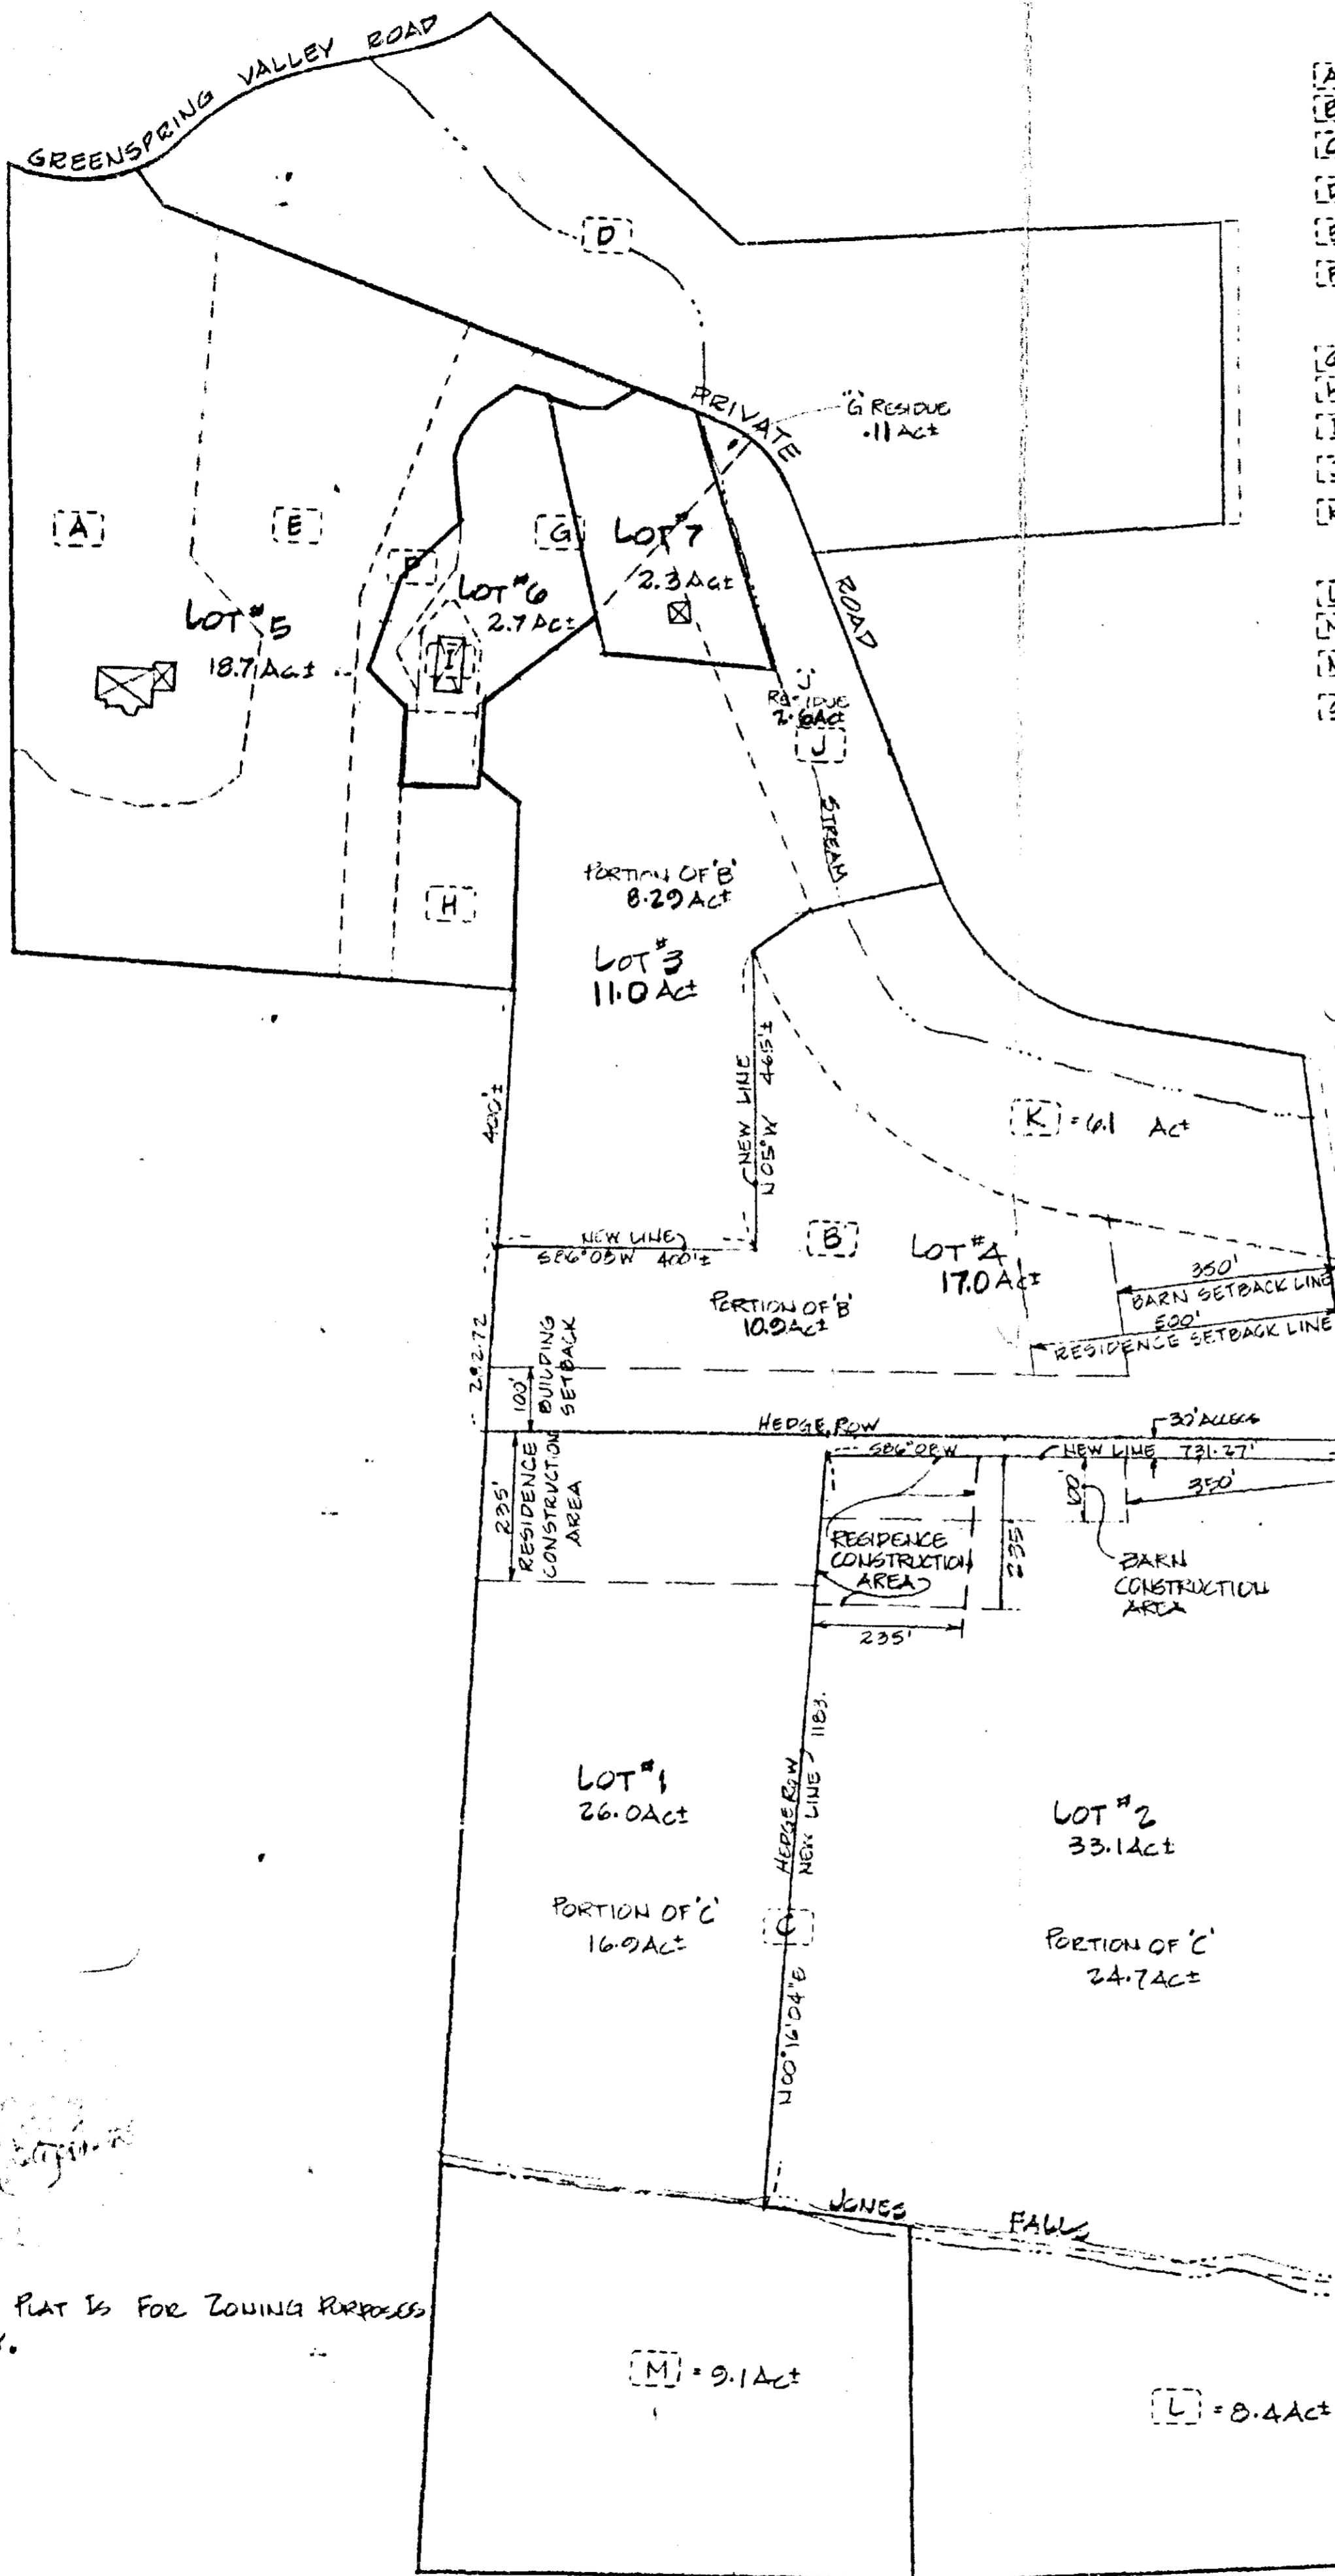 GREENSPRING VALLEY ROAD
D
PRIVATE ROAD
"G" RESIDUE
.11 Ac±
A
E
F
G
LOT #7
2.3 Ac±
LOT #6
2.7 Ac±
I
LOT #5
18.7 Ac±
"J"
RESIDUE
2.6 Ac±
J
STREAM
H
PORTION OF 'B'
8.29 Ac±
LOT #3
11.0 Ac±
NEW LINE
N 05° W 465'±
400'±
K = 6.1 Ac±
NEW LINE
S86°08'W 400'±
B
LOT #4
17.0 Ac±
PORTION OF 'B'
10.9 Ac±
350'
BARN SETBACK LINE
500'
RESIDENCE SETBACK LINE
292.72
100'
BUILDING
SETBACK
HEDGE ROW
30' ACCESS
S86°08'W
NEW LINE 731.27'
235'
RESIDENCE
CONSTRUCTION
AREA
100'
350'
RESIDENCE
CONSTRUCTION
AREA
235'
235'
BARN
CONSTRUCTION
AREA
LOT #1
26.0 Ac±
HEDGE ROW
NEW LINE 1183.
LOT #2
33.1 Ac±
PORTION OF 'C'
16.9 Ac±
C
PORTION OF 'C'
24.7 Ac±
N00°16'04"E
JONES FALLS
PLAT IS FOR ZONING PURPOSES
M = 9.1 Ac±
L = 8.4 Ac±